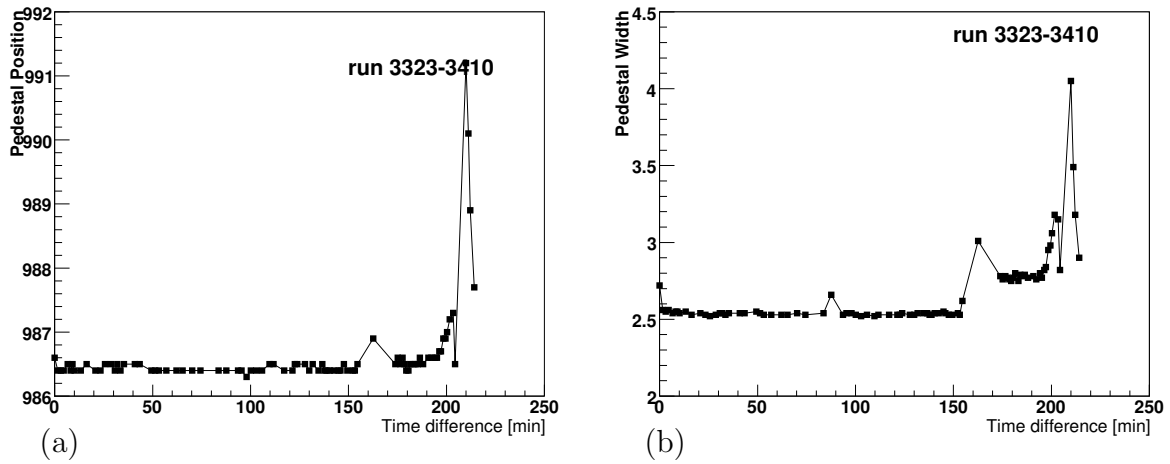 Pedestal Position
992
991
990
989
988
987
986
run 3323-3410
0 50 100 150 200 250
Time difference [min]
(a)
Pedestal Width
4.5
4
3.5
3
2.5
2
run 3323-3410
0 50 100 150 200 250
Time difference [min]
(b)